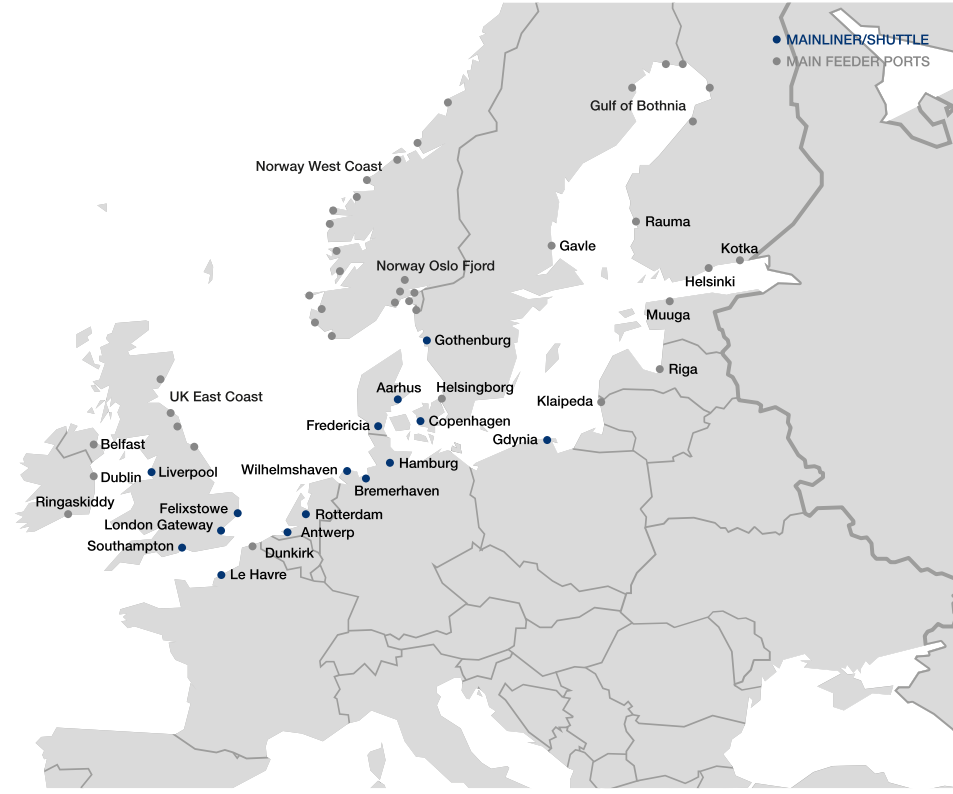 MAINLINER/SHUTTLE
MAIN FEEDER PORTS
Gulf of Bothnia
Norway West Coast
Rauma
Gavle
Kotka
Norway Oslo Fjord
Helsinki
Muuga
Gothenburg
Riga
Aarhus
Helsingborg
UK East Coast
Klaipeda
Fredericia
Copenhagen
Gdynia
Belfast
Hamburg
Wilhelmshaven
Liverpool
Dublin
Bremerhaven
Ringaskiddy
Felixstowe
Rotterdam
London Gateway
Antwerp
Southampton
Dunkirk
Le Havre